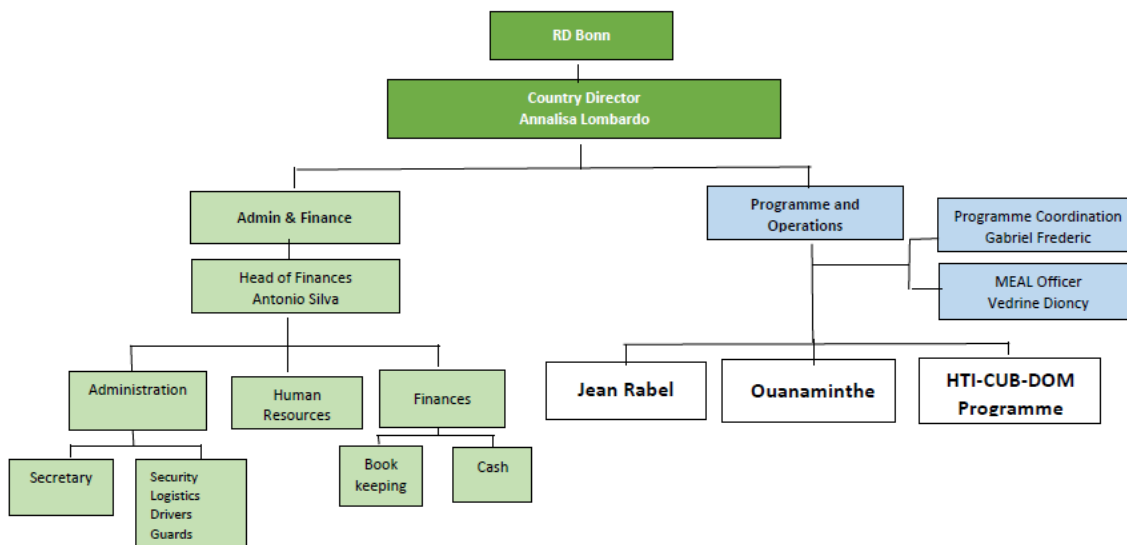 RD Bonn
Country Director
Annalisa Lombardo
Admin & Finance
Programme and
Operations
Programme Coordination
Gabriel Frederic
Head of Finances
Antonio Silva
MEAL Officer
Vedrine Dioncy
Administration
Human
Resources
Finances
Jean Rabel
Ouanaminthe
HTI-CUB-DOM
Programme
Secretary
Security
Logistics
Drivers
Guards
Book
keeping
Cash